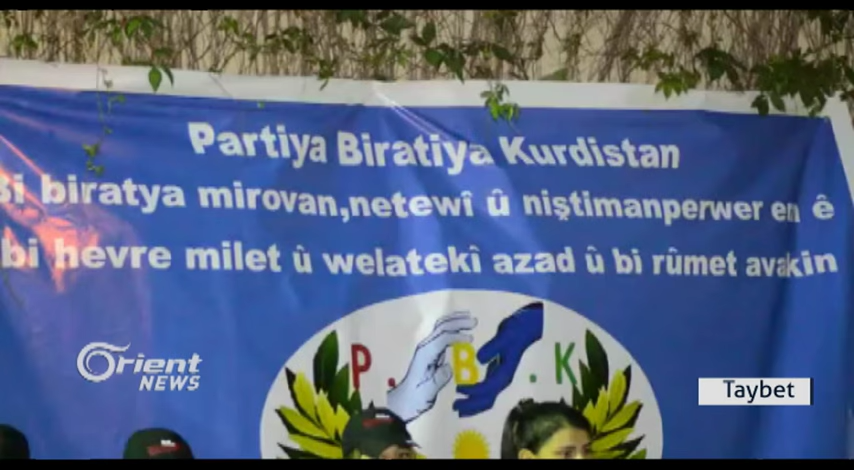 Partiya Biratiya Kurdistan
Bi biratya mirovan,netewî û niştimanperwer en ê
bi hevre milet û welatekî azad û bi rûmet avakin
P. B. K
Orient
NEWS
Taybet